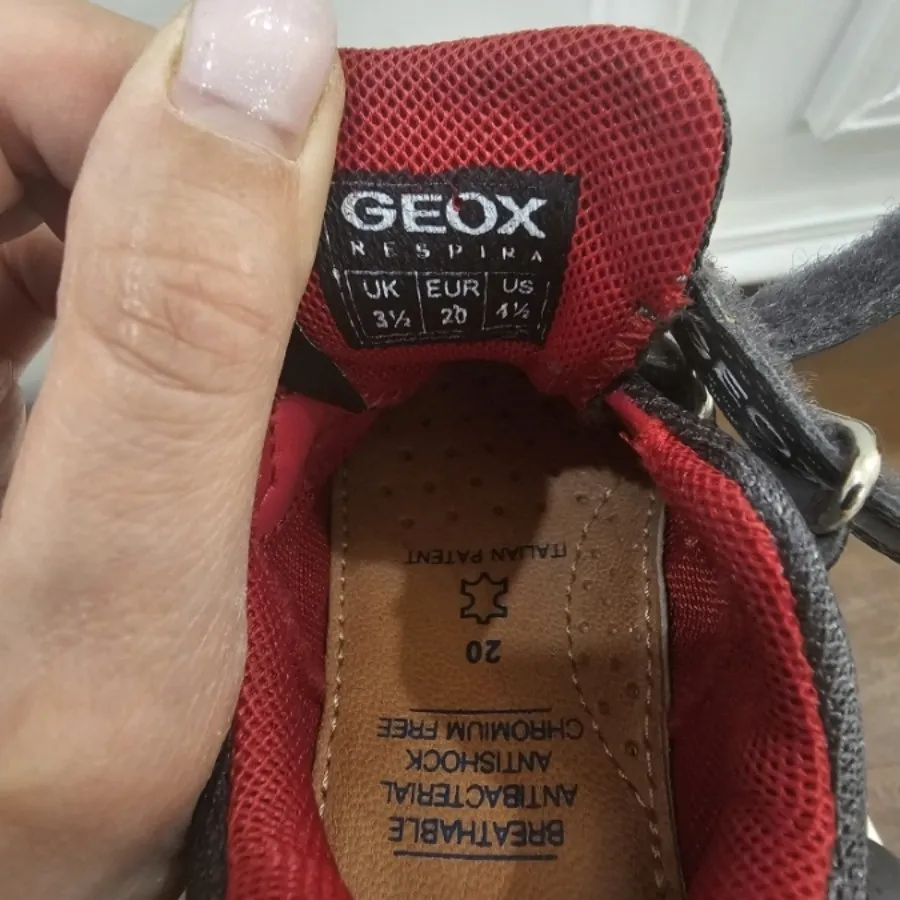 GEOX
RESPIRA
UK EUR US
3½ 20 4½
BREATHABLE
ANTIBACTERIAL
ANTISHOCK
CHROMIUM FREE
20
ITALIAN PATENT